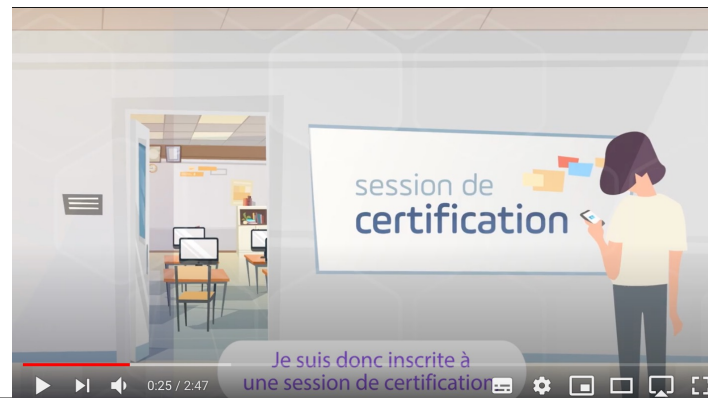 session de
certification
Je suis donc inscrite à
une session de certification
0:25 / 2:47